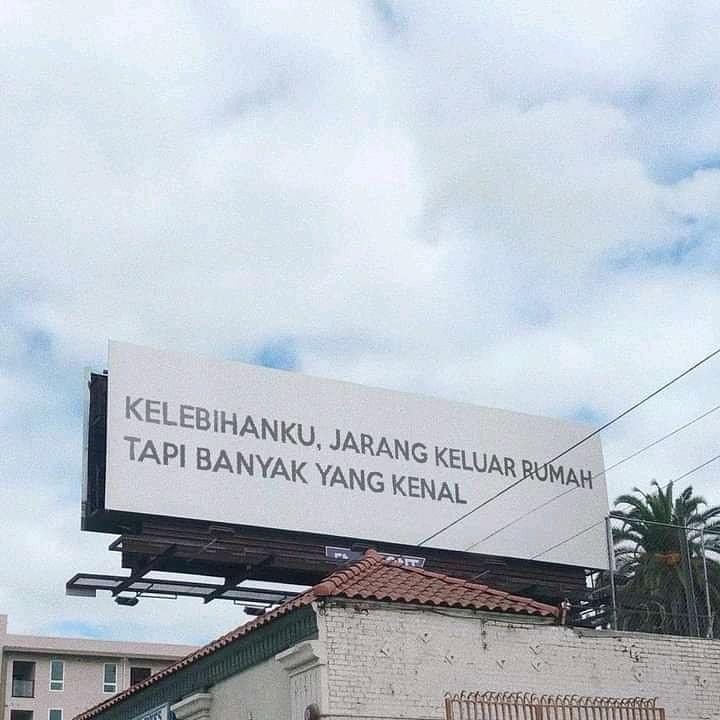 KELEBIHANKU, JARANG KELUAR RUMAH
TAPI BANYAK YANG KENAL